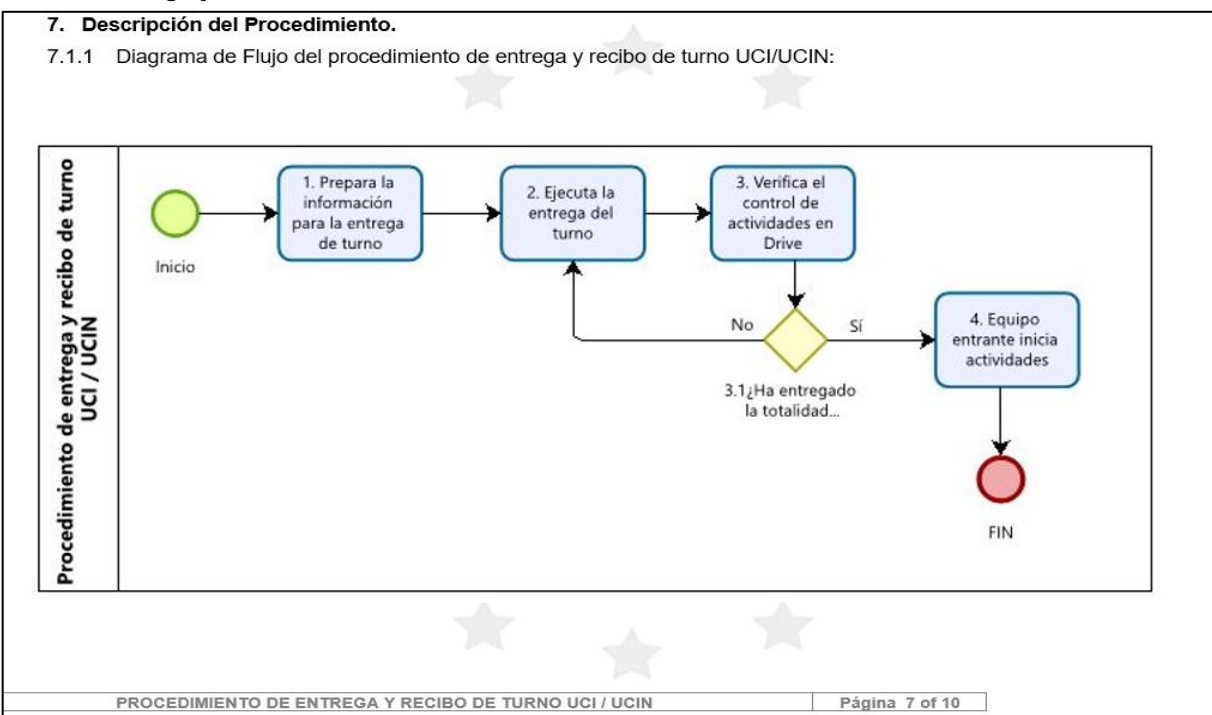 7. Descripción del Procedimiento.
7.1.1 Diagrama de Flujo del procedimiento de entrega y recibo de turno UCI/UCIN:
Procedimiento de entrega y recibo de turno
UCI / UCIN
Inicio
1. Prepara la
información
para la entrega
de turno
2. Ejecuta la
entrega del
turno
3. Verifica el
control de
actividades en
Drive
No
Sí
3.1¿Ha entregado
la totalidad...
4. Equipo
entrante inicia
actividades
FIN
PROCEDIMIENTO DE ENTREGA Y RECIBO DE TURNO UCI / UCIN
Página 7 of 10